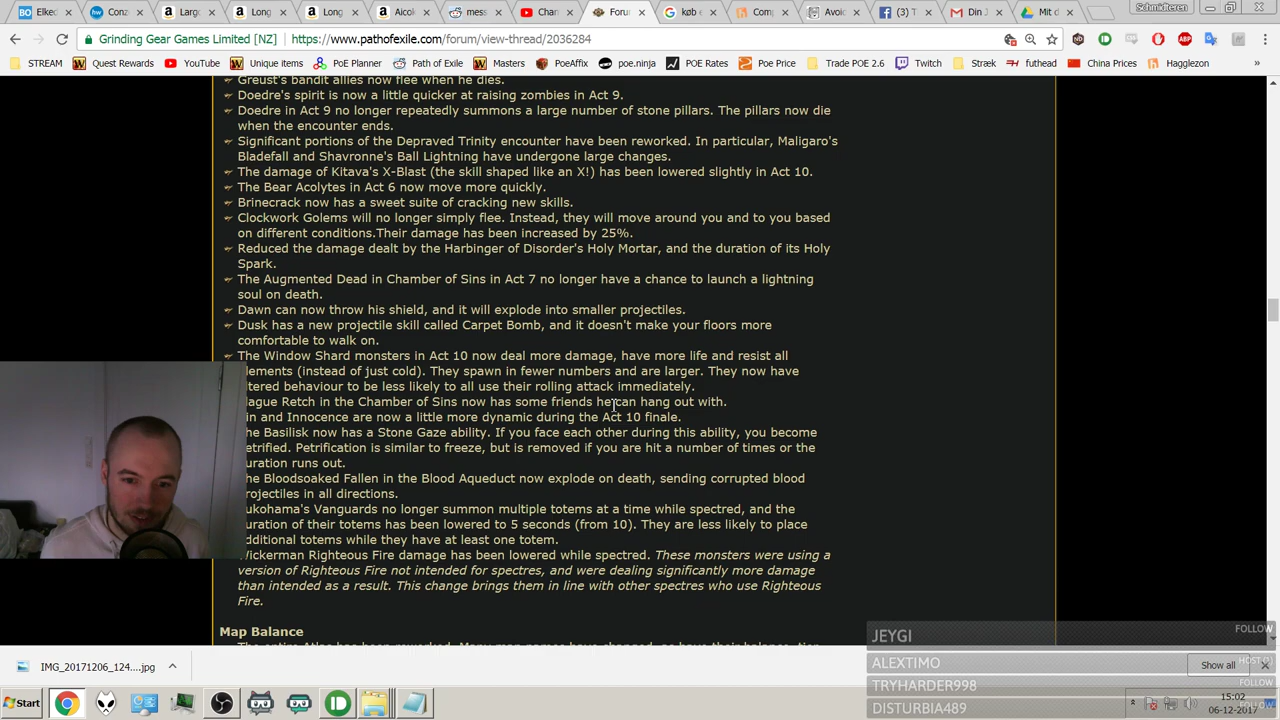 Elked
Conz
Larg
Long
Long
Aicol
mess
Chan
Foru
køb e
Comp
Avoid
(3) T
Din J
Mit d
Schmidteren
Grinding Gear Games Limited [NZ]
https://www.pathofexile.com/forum/view-thread/2036284
STREAM
Quest Rewards
YouTube
Unique items
PoE Planner
Path of Exile
Masters
PoeAffix
poe.ninja
POE Rates
Poe Price
Trade POE 2.6
Twitch
Stræk
futhead
China Prices
Hagglezon
Greust's bandit allies now flee when he dies.
Doedre's spirit is now a little quicker at raising zombies in Act 9.
Doedre in Act 9 no longer repeatedly summons a large number of stone pillars. The pillars now die
when the encounter ends.
Significant portions of the Depraved Trinity encounter have been reworked. In particular, Maligaro's
Bladefall and Shavronne's Ball Lightning have undergone large changes.
The damage of Kitava's X-Blast (the skill shaped like an X!) has been lowered slightly in Act 10.
The Bear Acolytes in Act 6 now move more quickly.
Brinecrack now has a sweet suite of cracking new skills.
Clockwork Golems will no longer simply flee. Instead, they will move around you and to you based
on different conditions.Their damage has been increased by 25%.
Reduced the damage dealt by the Harbinger of Disorder's Holy Mortar, and the duration of its Holy
Spark.
The Augmented Dead in Chamber of Sins in Act 7 no longer have a chance to launch a lightning
soul on death.
Dawn can now throw his shield, and it will explode into smaller projectiles.
Dusk has a new projectile skill called Carpet Bomb, and it doesn't make your floors more
comfortable to walk on.
The Window Shard monsters in Act 10 now deal more damage, have more life and resist all
lements (instead of just cold). They spawn in fewer numbers and are larger. They now have
ltered behaviour to be less likely to all use their rolling attack immediately.
lague Retch in the Chamber of Sins now has some friends he can hang out with.
in and Innocence are now a little more dynamic during the Act 10 finale.
he Basilisk now has a Stone Gaze ability. If you face each other during this ability, you become
etrified. Petrification is similar to freeze, but is removed if you are hit a number of times or the
uration runs out.
he Bloodsoaked Fallen in the Blood Aqueduct now explode on death, sending corrupted blood
rojectiles in all directions.
ukohama's Vanguards no longer summon multiple totems at a time while spectred, and the
uration of their totems has been lowered to 5 seconds (from 10). They are less likely to place
dditional totems while they have at least one totem.
Wickerman Righteous Fire damage has been lowered while spectred. These monsters were using a
version of Righteous Fire not intended for spectres, and were dealing significantly more damage
than intended as a result. This change brings them in line with other spectres who use Righteous
Fire.
Map Balance
JEYGI
FOLLOW
ALEXTIMO
TRYHARDER998
FOLLOW
DISTURBIA489
IMG_20171206_124....jpg
Show all
Start
15:02
06-12-2017